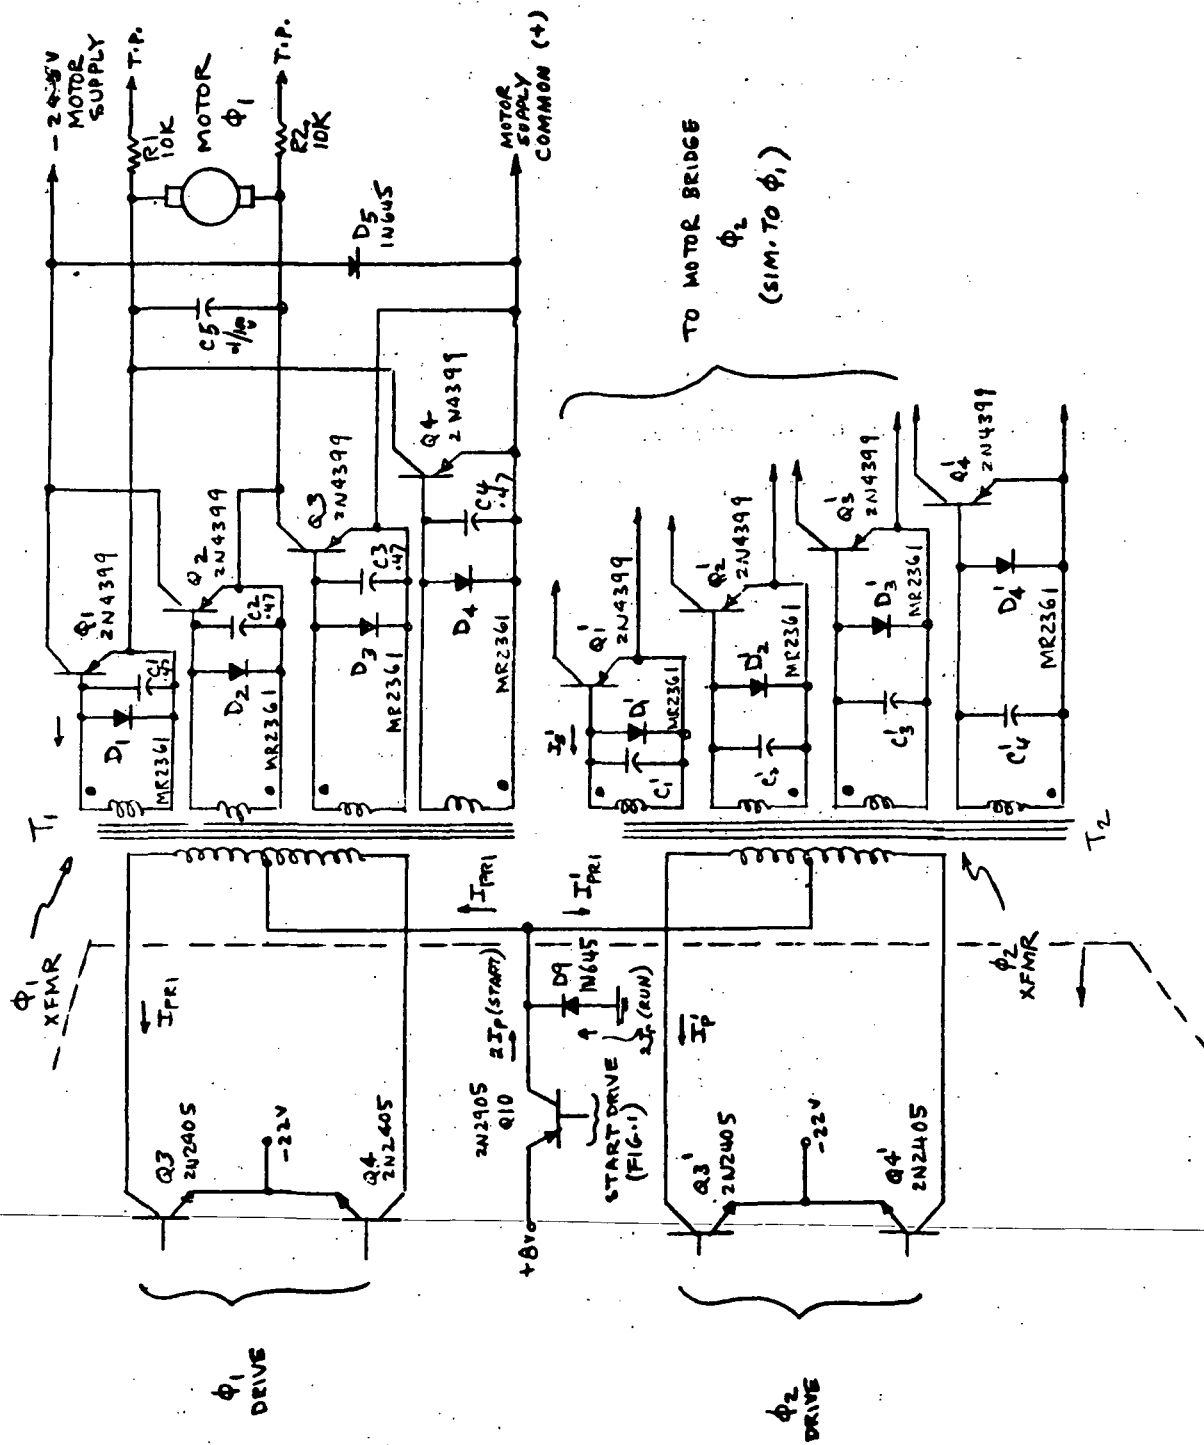 -24.5V
MOTOR
SUPPLY
T.P.
R1
10K
MOTOR
Φ1
T.P.
R2
10K
MOTOR
SUPPLY
COMMON (+)
D5
1N645
C5
Q1
2N4399
D1
MR2361
Q2
2N4399
C2
.47
D2
MR2361
Q3
2N4399
C3
.47
D3
MR2361
Q4
2N4399
C4
.47
D4
MR2361
T1
Φ1
XFMR
IPRI
IPRI
I'PRI
Q3
2N2405
-22V
Q4
2N2405
Φ1
DRIVE
2IP (START)
D9
1N645
2IP (RUN)
2N2905
Q10
+8V
START DRIVE
(FIG.1)
TO MOTOR BRIDGE
Φ2
(SIM. TO Φ1)
IB'
Q1'
2N4399
D1'
C1'
MR2361
Q2'
2N4399
D2'
C2'
MR2361
Q3'
2N4399
D3'
C3'
MR2361
Q4'
2N4399
D4'
C4'
MR2361
T2
Φ2
XFMR
IP'
Q3'
2N2405
-22V
Q4'
2N2405
Φ2
DRIVE